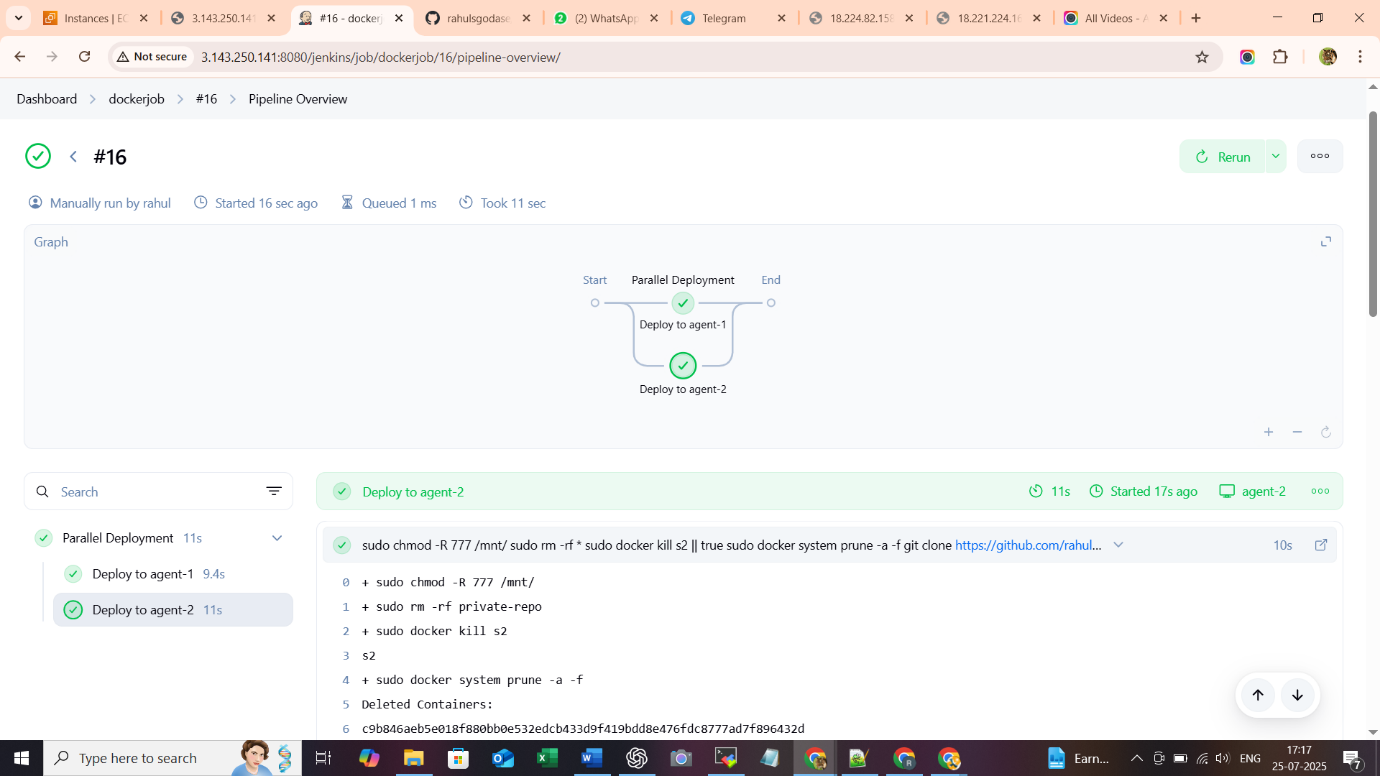 Instances | EC
3.143.250.141
#16 - dockerj
rahulsgodase
(2) WhatsApp
Telegram
18.224.82.158
18.221.224.16
All Videos - A
Not secure
3.143.250.141:8080/jenkins/job/dockerjob/16/pipeline-overview/
Dashboard dockerjob #16 Pipeline Overview
#16
Rerun
Manually run by rahul Started 16 sec ago Queued 1 ms Took 11 sec
Graph
Start Parallel Deployment End
Deploy to agent-1
Deploy to agent-2
Search
Deploy to agent-2 11s Started 17s ago agent-2
Parallel Deployment 11s
Deploy to agent-1 9.4s
Deploy to agent-2 11s
sudo chmod -R 777 /mnt/ sudo rm -rf * sudo docker kill s2 || true sudo docker system prune -a -f git clone https://github.com/rahul... 10s
0 + sudo chmod -R 777 /mnt/
1 + sudo rm -rf private-repo
2 + sudo docker kill s2
3 s2
4 + sudo docker system prune -a -f
5 Deleted Containers:
6 c9b846aeb5e018f880bb0e532edcb433d9f419bdd8e476fdc8777ad7f896432d
Type here to search
Earn...
ENG
17:17
25-07-2025
7